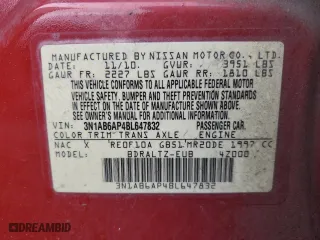 MANUFACTURED BY NISSAN MOTOR CO., LTD.
DATE: 11/10 GVWR: 3951 LBS
GAWR FR: 2227 LBS GAWR RR: 1810 LBS
THIS VEHICLE CONFORMS TO ALL APPLICABLE
FEDERAL MOTOR VEHICLE SAFETY,
BUMPER, AND THEFT PREVENTION
STANDARDS IN EFFECT ON THE DATE
OF MANUFACTURE SHOWN ABOVE.
SEE OWNER'S MANUAL FOR ADDITIONAL
INFORMATION.
VIN: 3N1AB6AP4BL647832 PASSENGER CAR.
COLOR TRIM TRANS AXLE ENGINE
NAC X RE0F10A GB51 MR20DE 1997 CC
BDRALTZ-EUB 4Z000
3N1AB6AP4BL647832